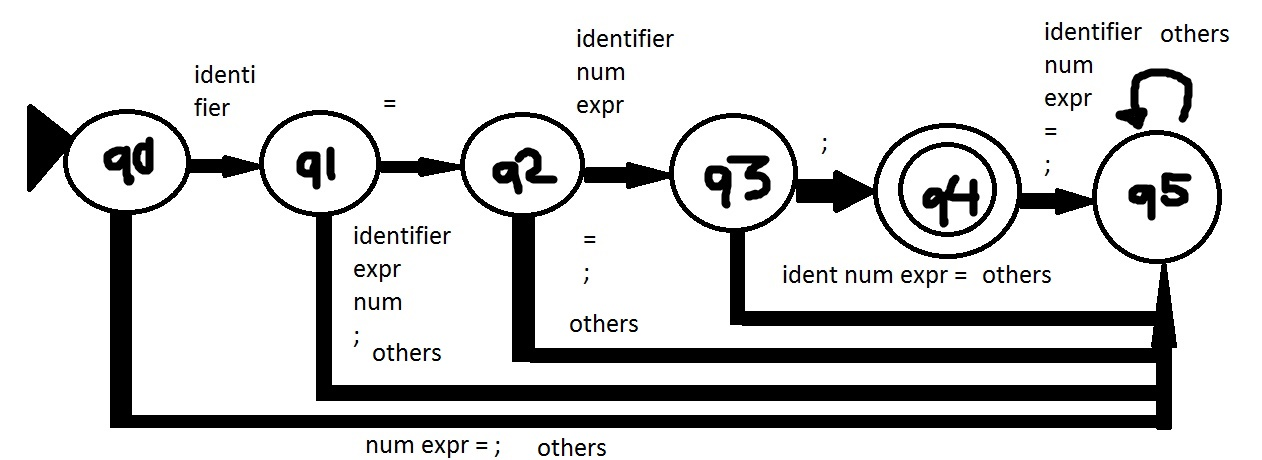 identi
fier
=
identifier
num
expr
;
identifier others
num
expr
=
;
q0
q1
q2
q3
q4
q5
identifier
expr
num
;
others
=
;
others
ident num expr = others
num expr = ; others